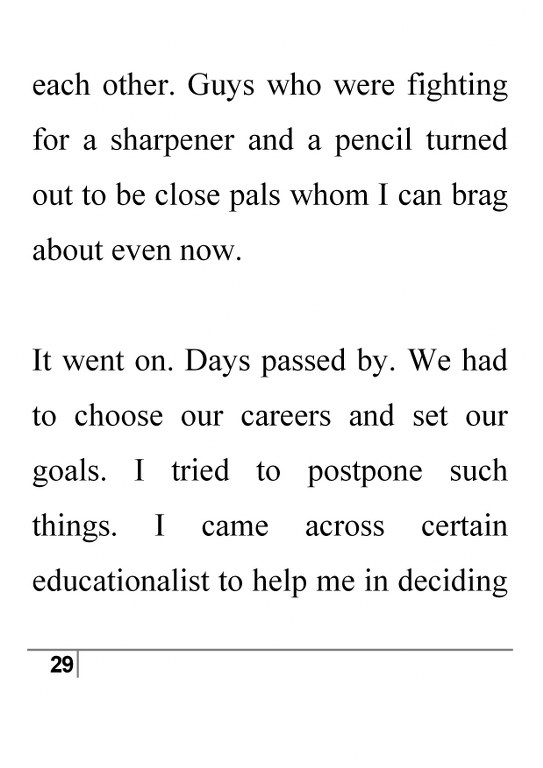 each other. Guys who were fighting
for a sharpener and a pencil turned
out to be close pals whom I can brag
about even now.
It went on. Days passed by. We had
to choose our careers and set our
goals. I tried to postpone such
things. I came across certain
educationalist to help me in deciding
29